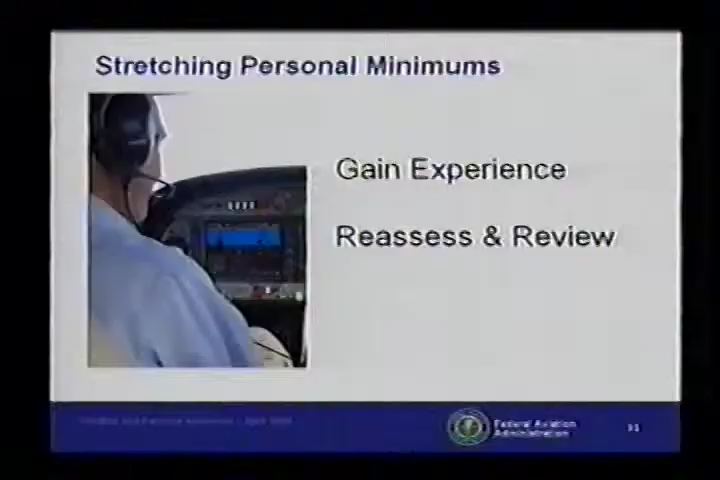 Stretching Personal Minimums
Gain Experience
Reassess & Review
Federal Aviation
Administration